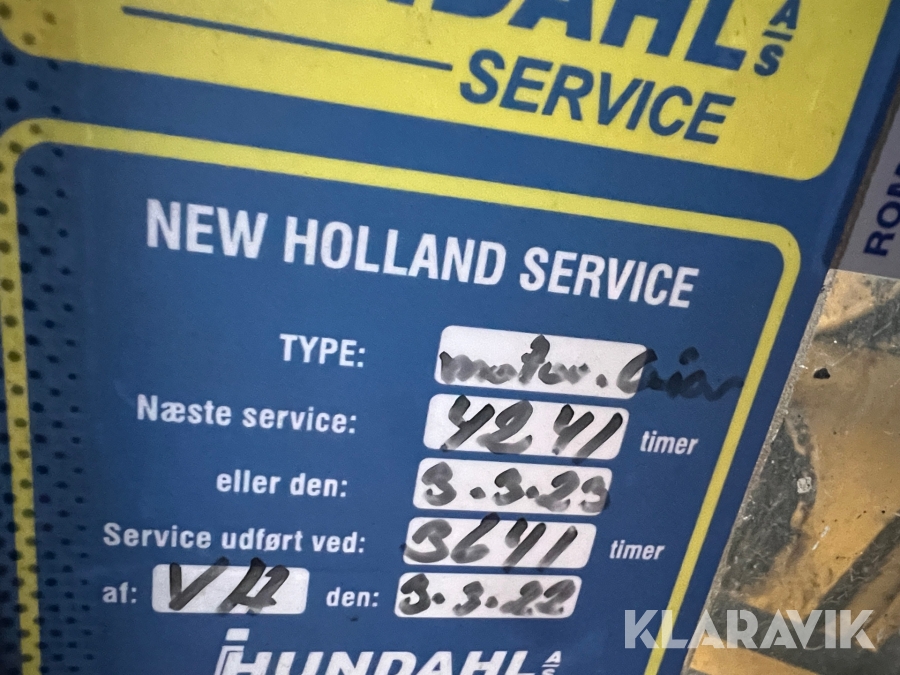 A/S
SERVICE
NEW HOLLAND SERVICE
TYPE: motor.
Næste service: 4241 timer
eller den: 3.3.23
Service udført ved: 3641 timer
af: VH den: 3.3.22
HUNDAHL A/S
KLARAVIK